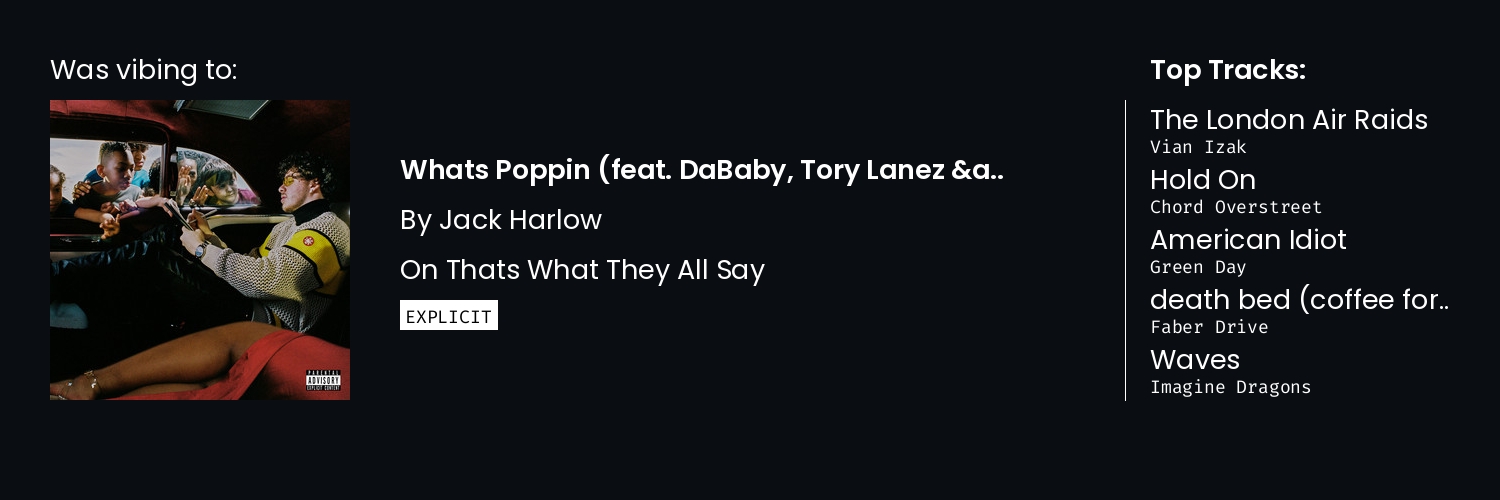 Was vibing to:
Whats Poppin (feat. DaBaby, Tory Lanez &a..
By Jack Harlow
On Thats What They All Say
EXPLICIT
PARENTAL
ADVISORY
EXPLICIT CONTENT
Top Tracks:
The London Air Raids
Vian Izak
Hold On
Chord Overstreet
American Idiot
Green Day
death bed (coffee for..
Faber Drive
Waves
Imagine Dragons